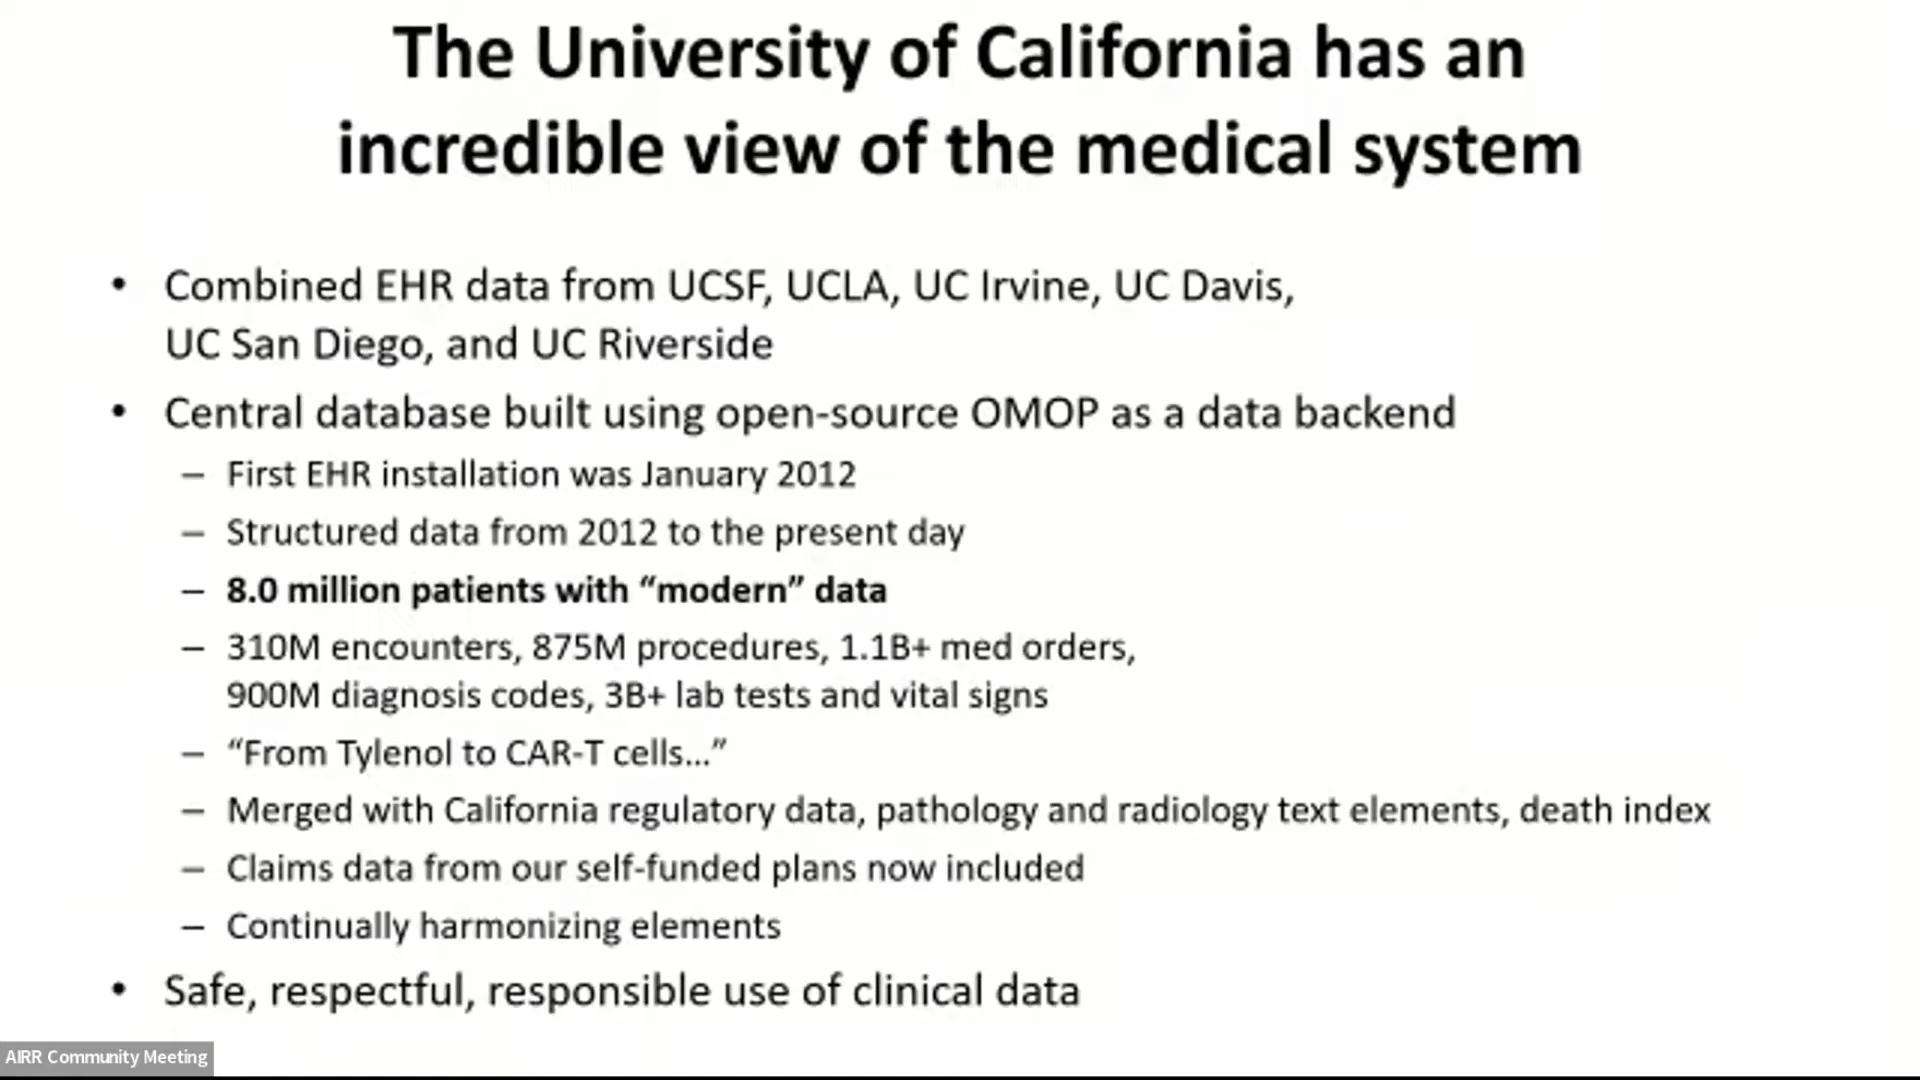 The University of California has an
incredible view of the medical system
• Combined EHR data from UCSF, UCLA, UC Irvine, UC Davis,
UC San Diego, and UC Riverside
• Central database built using open-source OMOP as a data backend
– First EHR installation was January 2012
– Structured data from 2012 to the present day
– 8.0 million patients with “modern” data
– 310M encounters, 875M procedures, 1.1B+ med orders,
900M diagnosis codes, 3B+ lab tests and vital signs
– “From Tylenol to CAR-T cells...”
– Merged with California regulatory data, pathology and radiology text elements, death index
– Claims data from our self-funded plans now included
– Continually harmonizing elements
• Safe, respectful, responsible use of clinical data
AIRR Community Meeting